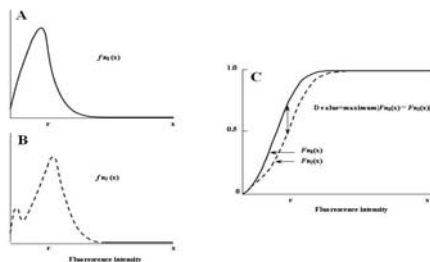 A
fn₁(x)
r
x
B
fn₂(x)
r
x
Fluorescence intensity
1.0
C
D value=maximum|Fn₁(x)− Fn₂(x)|
0.5
Fn₁(x)
Fn₂(x)
0
r
x
Fluorescence intensity